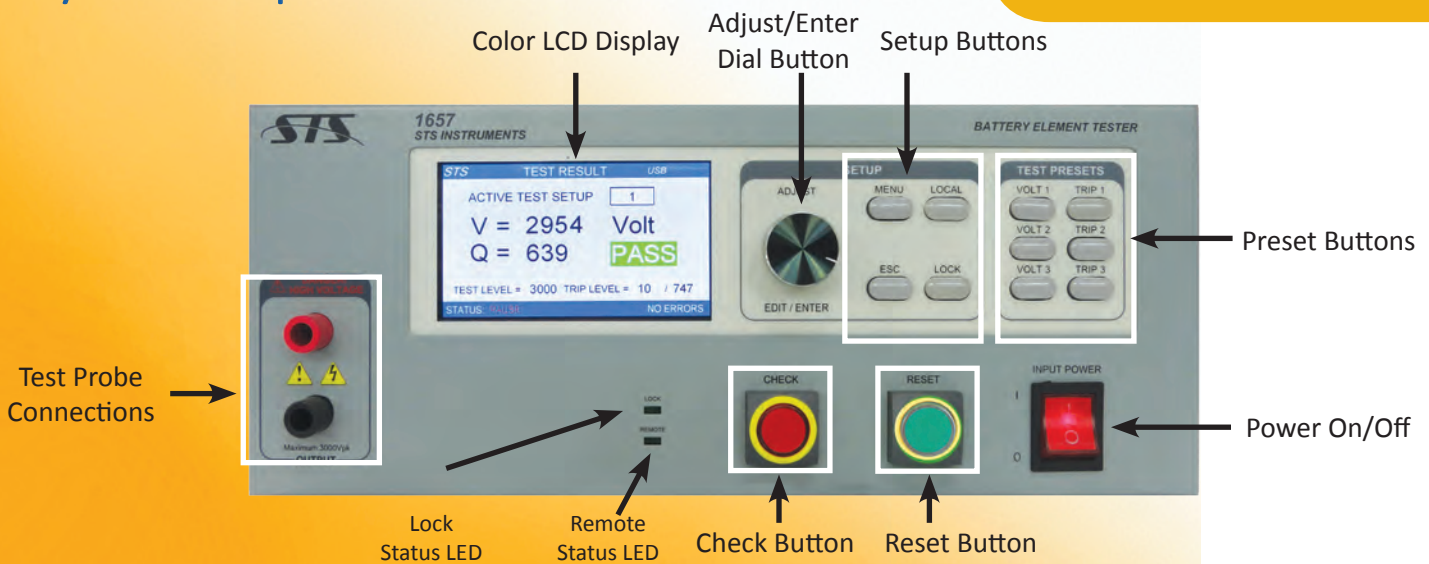 Color LCD Display
Adjust/Enter
Dial Button
Setup Buttons
STS
1657
STS INSTRUMENTS
BATTERY ELEMENT TESTER
STS TEST RESULT USB
ACTIVE TEST SETUP 1
V = 2954 Volt
Q = 639 PASS
TEST LEVEL = 3000 TRIP LEVEL = 10 / 747
STATUS: NO ERRORS
SETUP
ADJUST
MENU LOCAL
ESC LOCK
EDIT / ENTER
TEST PRESETS
VOLT 1 TRIP 1
VOLT 2 TRIP 2
VOLT 3 TRIP 3
Preset Buttons
Test Probe
Connections
Maximum 3000Vpk
OUTPUT
LOCK
REMOTE
CHECK
RESET
INPUT POWER
I
O
Power On/Off
Lock
Status LED
Remote
Status LED
Check Button
Reset Button